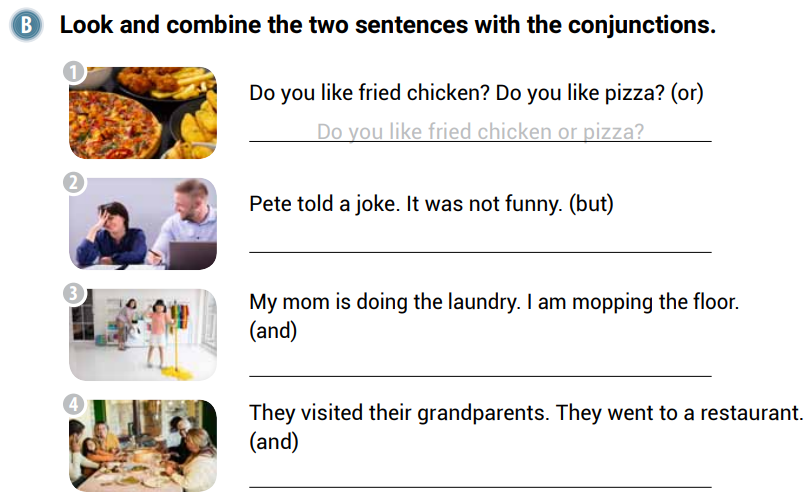 B Look and combine the two sentences with the conjunctions.
1
Do you like fried chicken? Do you like pizza? (or)
Do you like fried chicken or pizza?
2
Pete told a joke. It was not funny. (but)
3
My mom is doing the laundry. I am mopping the floor.
(and)
4
They visited their grandparents. They went to a restaurant.
(and)